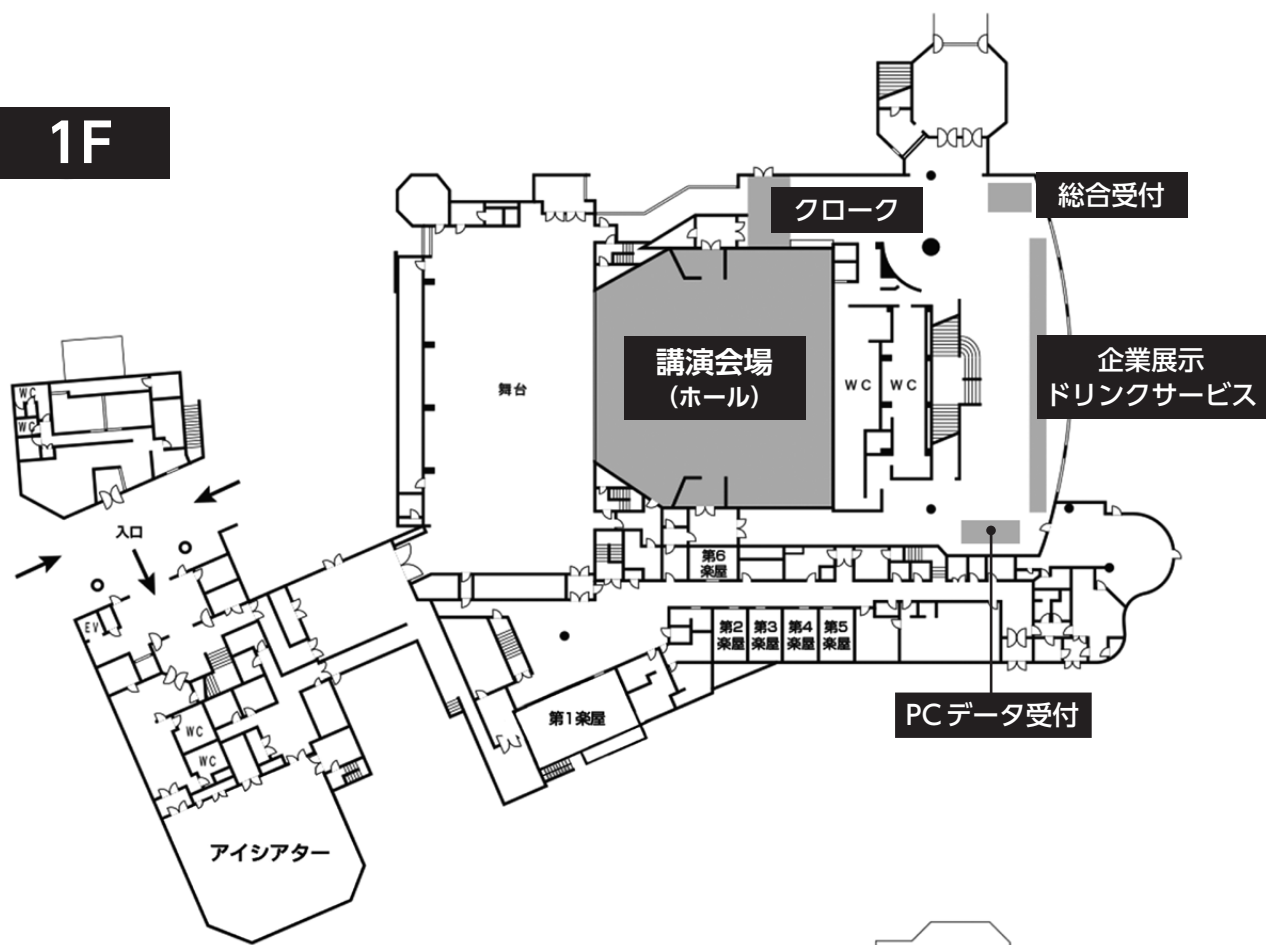 1F
クローク
総合受付
講演会場
（ホール）
企業展示
ドリンクサービス
舞台
WC
WC
WC
WC
入口
第6
楽屋
EV
第2
楽屋
第3
楽屋
第4
楽屋
第5
楽屋
第1楽屋
PCデータ受付
WC
WC
アイシアター